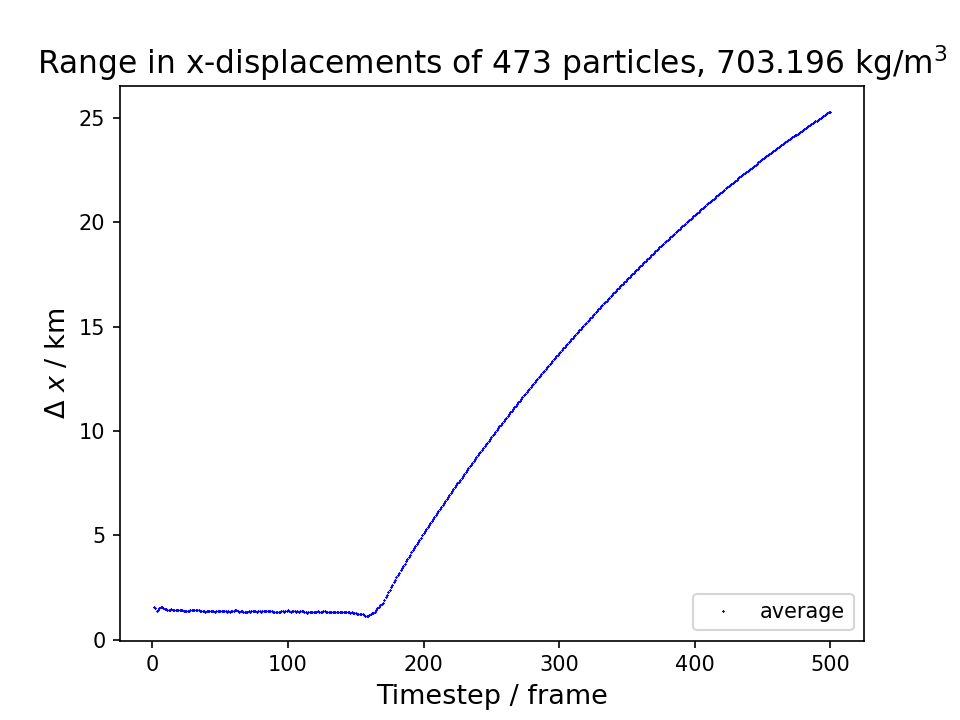 Range in x-displacements of 473 particles, 703.196 kg/m³
25
20
15
10
5
0
Δ x / km
average
0 100 200 300 400 500
Timestep / frame